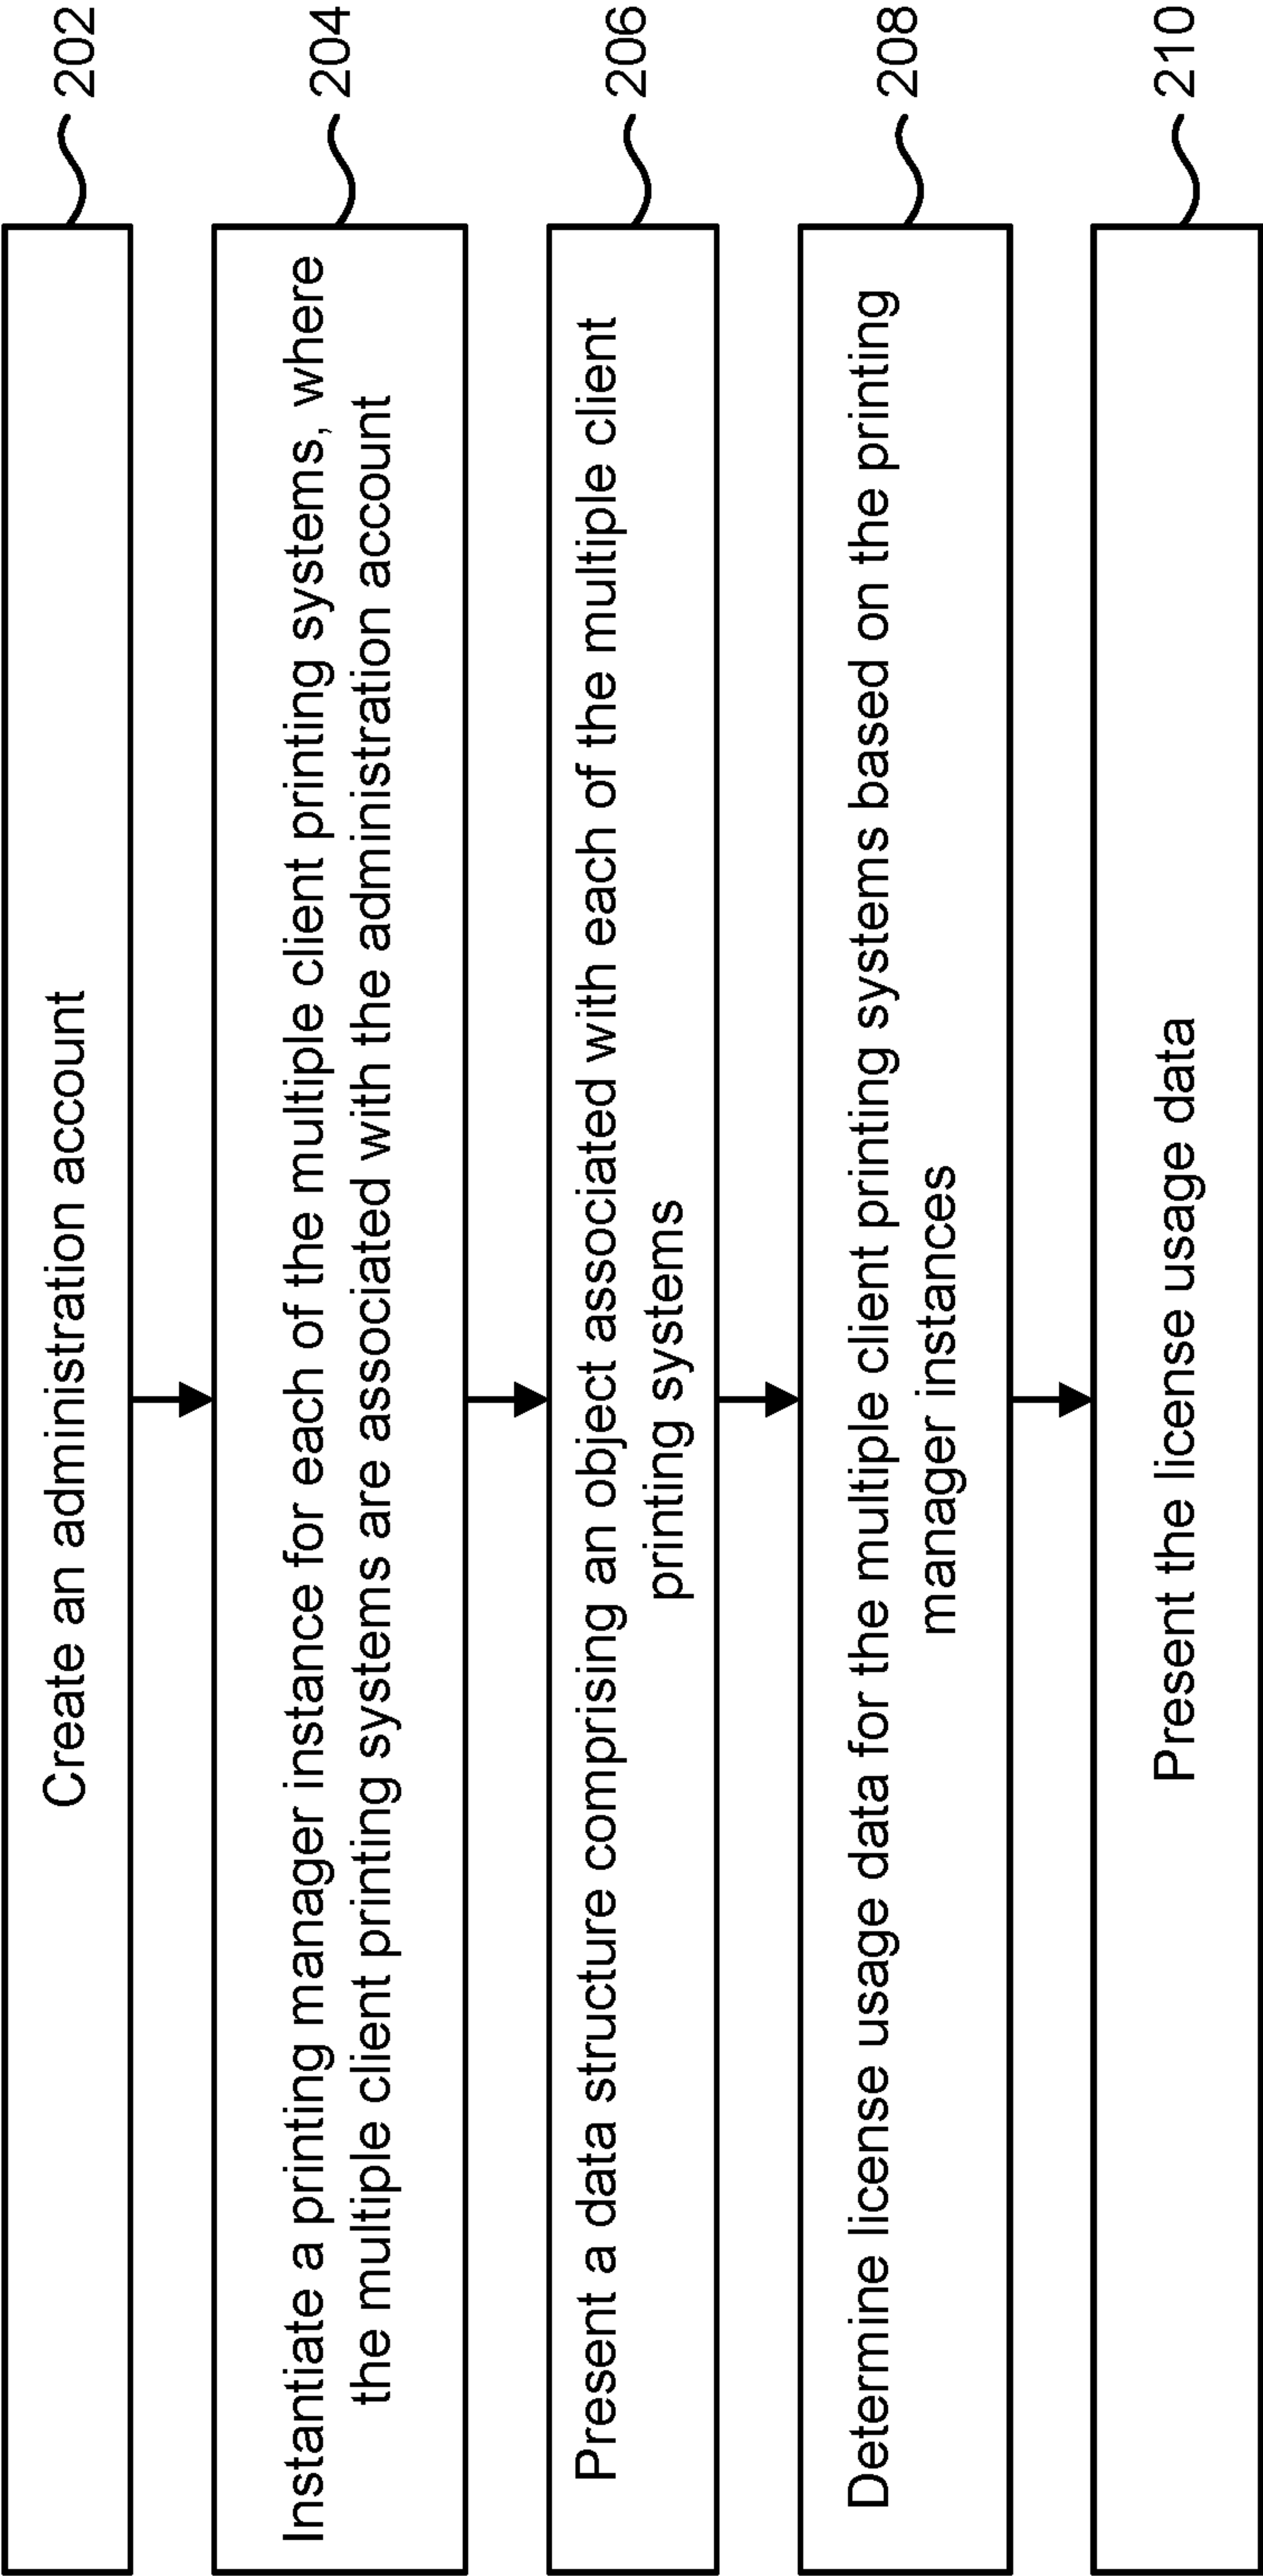 Create an administration account
202
Instantiate a printing manager instance for each of the multiple client printing systems, where
the multiple client printing systems are associated with the administration account
204
Present a data structure comprising an object associated with each of the multiple client
printing systems
206
Determine license usage data for the multiple client printing systems based on the printing
manager instances
208
Present the license usage data
210